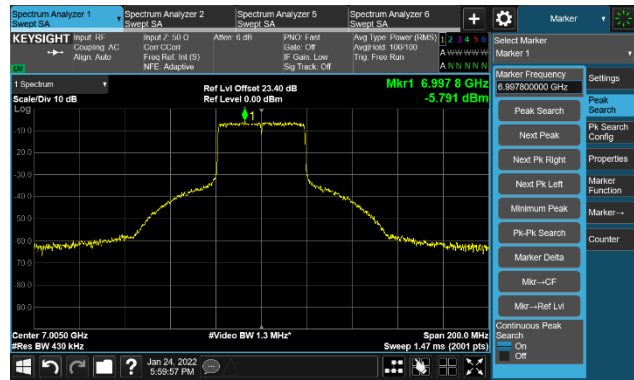 Spectrum Analyzer 1
Swept SA
Spectrum Analyzer 2
Swept SA
Spectrum Analyzer 5
Swept SA
Spectrum Analyzer 6
Swept SA
+
Marker
KEYSIGHT
Input: RF
Coupling: AC
Align: Auto
Input Z: 50 Ω
Corr CCorr
Freq Ref: Int (S)
NFE: Adaptive
Atten: 6 dB
PNO: Fast
Gate: Off
IF Gain: Low
Sig Track: Off
Avg Type: Power (RMS)
Avg|Hold: 100/100
Trig: Free Run
1 2 3 4 5 6
A W W W W W
A N N N N N
Select Marker
Marker 1
1 Spectrum
Scale/Div 10 dB
Log
Ref Lvl Offset 23.40 dB
Ref Level 0.00 dBm
Mkr1 6.997 8 GHz
-5.791 dBm
1
-10.0
-20.0
-30.0
-40.0
-50.0
-60.0
-70.0
-80.0
-90.0
Center 7.0050 GHz
#Res BW 430 kHz
#Video BW 1.3 MHz*
Span 200.0 MHz
Sweep 1.47 ms (2001 pts)
Marker Frequency
6.997800000 GHz
Peak Search
Next Peak
Next Pk Right
Next Pk Left
Minimum Peak
Pk-Pk Search
Marker Delta
Mkr→CF
Mkr→Ref Lvl
Continuous Peak
Search
On
Off
Settings
Peak
Search
Pk Search
Config
Properties
Marker
Function
Marker→
Counter
?
Jan 24, 2022
5:59:57 PM